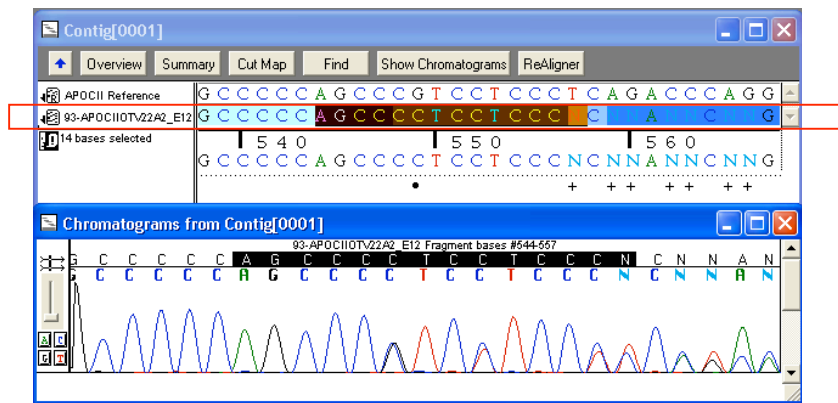 Contig[0001]
Overview Summary Cut Map Find Show Chromatograms ReAligner
APOCII Reference G C C C C C A G C C C G T C C T C C C T C A G A C C C A G G
93-APOCIIOTV22A2_E12 G C C C C C A G C C C C T C C T C C C N C N N A N N C N N G
14 bases selected 540 550 560
G C C C C C A G C C C C T C C T C C C N C N N A N N C N N G
• + + + + + + +
Chromatograms from Contig[0001]
93-APOCIIOTV22A2_E12 Fragment bases #544-557
G C C C C C A G C C C C T C C T C C C N C N N A N
G C C C C C A G C C C C T C C T C C C N C N N A N
A C
G T